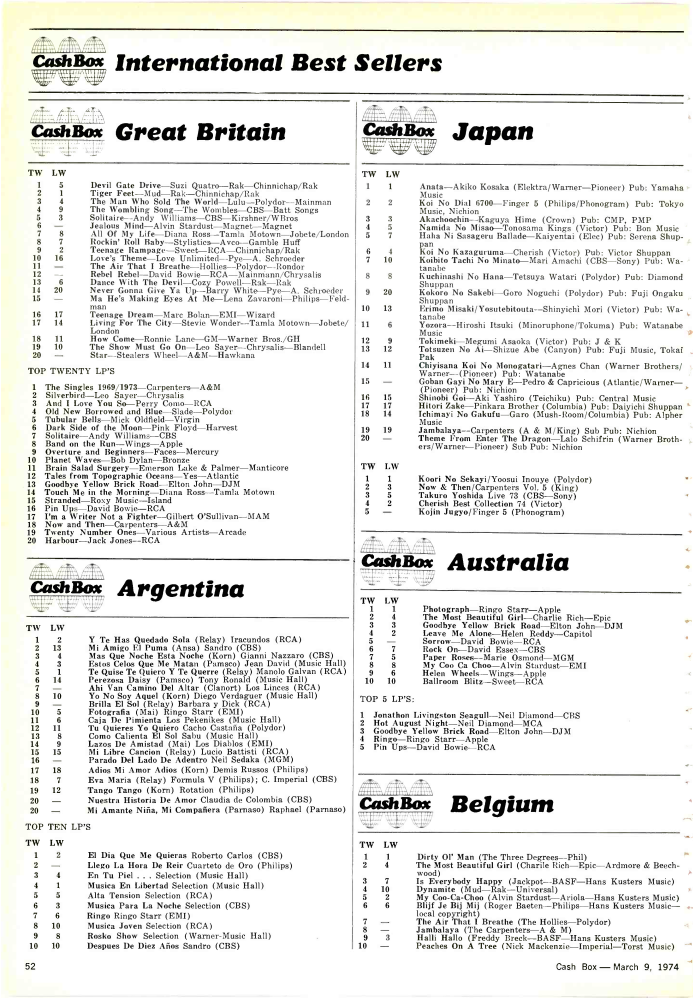 CashBox International Best Sellers
CashBox Great Britain
TW LW
1 5 Devil Gate Drive—Suzi Quatro—Rak—Chinnichap/Rak
2 1 Tiger Feet—Mud—Rak—Chinnichap/Rak
3 4 The Man Who Sold The World—Lulu—Polydor—Mainman
4 9 The Wombling Song—The Wombles—CBS—Batt Songs
5 3 Solitaire—Andy Williams—CBS—Kirshner/WBros
6 — Jealous Mind—Alvin Stardust—Magnet—Magnet
7 8 All Of My Life—Diana Ross—Tamla Motown—Jobete/London
8 7 Rockin' Roll Baby—Stylistics—Avco—Gamble Huff
9 2 Teenage Rampage—Sweet—RCA—Chinnichap/Rak
10 16 Love's Theme—Love Unlimited—Pye—A. Schroeder
11 — The Air That I Breathe—Hollies—Polydor—Rondor
12 — Rebel Rebel—David Bowie—RCA—Mainmann/Chrysalis
13 6 Dance With The Devil—Cozy Powell—Rak—Rak
14 20 Never Gonna Give Ya Up—Barry White—Pye—A. Schroeder
15 — Ma He's Making Eyes At Me—Lena Zavaroni—Philips—Feld-
man
16 17 Teenage Dream—Marc Bolan—EMI—Wizard
17 14 Living For The City—Stevie Wonder—Tamla Motown—Jobete/
London
18 11 How Come—Ronnie Lane—GM—Warner Bros./GH
19 10 The Show Must Go On—Leo Sayer—Chrysalis—Blandell
20 — Star—Stealers Wheel—A&M—Hawkana
TOP TWENTY LP'S
1 The Singles 1969/1973—Carpenters—A&M
2 Silverbird—Leo Sayer—Chrysalis
3 And I Love You So—Perry Como—RCA
4 Old New Borrowed and Blue—Slade—Polydor
5 Tubular Bells—Mick Oldfield—Virgin
6 Dark Side of the Moon—Pink Floyd—Harvest
7 Solitaire—Andy Williams—CBS
8 Band on the Run—Wings—Apple
9 Overture and Beginners—Faces—Mercury
10 Planet Waves—Bob Dylan—Bronze
11 Brain Salad Surgery—Emerson Lake & Palmer—Manticore
12 Tales from Topographic Oceans—Yes—Atlantic
13 Goodbye Yellow Brick Road—Elton John—DJM
14 Touch Me in the Morning—Diana Ross—Tamla Motown
15 Stranded—Roxy Music—Island
16 Pin Ups—David Bowie—RCA
17 I'm a Writer Not a Fighter—Gilbert O'Sullivan—MAM
18 Now and Then—Carpenters—A&M
19 Twenty Number Ones—Various Artists—Arcade
20 Harbour—Jack Jones—RCA
CashBox Argentina
TW LW
1 2 Y Te Has Quedado Sola (Relay) Iracundos (RCA)
2 13 Mi Amigo El Puma (Ansa) Sandro (CBS)
3 4 Mas Que Noche Esta Noche (Korn) Gianni Nazzaro (CBS)
4 3 Estos Celos Que Me Matan (Pamsco) Jean David (Music Hall)
5 1 Te Quise Te Quiero Y Te Querre (Relay) Manolo Galvan (RCA)
6 14 Perezosa Daisy (Pamsco) Tony Ronald (Music Hall)
7 — Ahi Van Camino Del Altar (Clanort) Los Linces (RCA)
8 10 Yo No Soy Aquel (Korn) Diego Verdaguer (Music Hall)
9 — Brilla El Sol (Relay) Barbara y Dick (RCA)
10 5 Fotografia (Mai) Ringo Starr (EMI)
11 6 Caja De Pimienta Los Pekenikes (Music Hall)
12 11 Tu Quieres Yo Quiero Cacho Castaña (Polydor)
13 8 Como Calienta El Sol Sabu (Music Hall)
14 9 Lazos De Amistad (Mai) Los Diablos (EMI)
15 15 Mi Libre Cancion (Relay) Lucio Battisti (RCA)
16 — Parado Del Lado De Adentro Neil Sedaka (MGM)
17 18 Adios Mi Amor Adios (Korn) Demis Russos (Philips)
18 7 Eva Maria (Relay) Formula V (Philips); C. Imperial (CBS)
19 12 Tango Tango (Korn) Rotation (Philips)
20 — Nuestra Historia De Amor Claudia de Colombia (CBS)
20 — Mi Amante Niña, Mi Compañera (Parnaso) Raphael (Parnaso)
TOP TEN LP'S
TW LW
1 2 El Dia Que Me Quieras Roberto Carlos (CBS)
2 — Llego La Hora De Reir Cuarteto de Oro (Philips)
3 4 En Tu Piel . . . Selection (Music Hall)
4 1 Musica En Libertad Selection (Music Hall)
5 5 Alta Tension Selection (RCA)
6 3 Musica Para La Noche Selection (CBS)
7 6 Ringo Ringo Starr (EMI)
8 10 Musica Joven Selection (RCA)
9 8 Rosko Show Selection (Warner-Music Hall)
10 10 Despues De Diez Años Sandro (CBS)
CashBox Japan
TW LW
1 1 Anata—Akiko Kosaka (Elektra/Warner—Pioneer) Pub: Yamaha
Music
2 2 Koi No Dial 6700—Finger 5 (Philips/Phonogram) Pub: Tokyo
Music, Nichion
3 3 Akachochin—Kaguya Hime (Crown) Pub: CMP, PMP
4 5 Namida No Misao—Tonosama Kings (Victor) Pub: Bon Music
5 7 Haha Ni Sasageru Ballade—Kaiyentai (Elec) Pub: Serena Shup-
pan
6 4 Koi No Kazaguruma—Cherish (Victor) Pub: Victor Shuppan
7 10 Koibito Tachi No Minato—Mari Amachi (CBS—Sony) Pub: Wa-
tanabe
8 8 Kuchinashi No Hana—Tetsuya Watari (Polydor) Pub: Diamond
Shuppan
9 20 Kokoro No Sakebi—Goro Noguchi (Polydor) Pub: Fuji Ongaku
Shuppan
10 13 Erimo Misaki/Yosutebitouta—Shinyichi Mori (Victor) Pub: Wa-
tanabe
11 6 Yozora—Hiroshi Itsuki (Minoruphone/Tokuma) Pub: Watanabe
Music
12 9 Tokimeki—Megumi Asaoka (Victor) Pub: J & K
13 12 Totsuzen No Ai—Shizue Abe (Canyon) Pub: Fuji Music, Tokai
Pak
14 11 Chiyisana Koi No Monogatari—Agnes Chan (Warner Brothers/
Warner—(Pioneer) Pub: Watanabe
15 — Goban Gayi No Mary E—Pedro & Capricious (Atlantic/Warner—
(Pioneer) Pub: Nichion
16 15 Shinobi Goi—Aki Yashiro (Teichiku) Pub: Central Music
17 17 Hitori Zake—Pinkara Brother (Columbia) Pub: Daiyichi Shuppan
18 14 Ichimayi No Gakufu—Garo (Mush-Room/Columbia) Pub: Alpher
Music
19 19 Jambalaya—Carpenters (A & M/King) Sub Pub: Nichion
20 — Theme From Enter The Dragon—Lalo Schifrin (Warner Broth-
ers/Warner—Pioneer) Sub Pub: Nichion
TW LW
1 1 Koori No Sekayi/Yoosui Inouye (Polydor)
2 3 Now & Then/Carpenters Vol. 5 (King)
3 5 Takuro Yoshida Live 73 (CBS—Sony)
4 2 Cherish Best Collection 74 (Victor)
5 — Kojin Jugyo/Finger 5 (Phonogram)
CashBox Australia
TW LW
1 1 Photograph—Ringo Starr—Apple
2 4 The Most Beautiful Girl—Charlie Rich—Epic
3 3 Goodbye Yellow Brick Road—Elton John—DJM
4 2 Leave Me Alone—Helen Reddy—Capitol
5 — Sorrow—David Bowie—RCA
6 7 Rock On—David Essex—CBS
7 5 Paper Roses—Marie Osmond—MGM
8 8 My Coo Ca Choo—Alvin Stardust—EMI
9 6 Helen Wheels—Wings—Apple
10 10 Ballroom Blitz—Sweet—RCA
TOP 5 LP'S:
1 Jonathon Livingston Seagull—Neil Diamond—CBS
2 Hot August Night—Neil Diamond—MCA
3 Goodbye Yellow Brick Road—Elton John—DJM
4 Ringo—Ringo Starr—Apple
5 Pin Ups—David Bowie—RCA
CashBox Belgium
TW LW
1 1 Dirty Ol' Man (The Three Degrees—Phil)
2 4 The Most Beautiful Girl (Charlie Rich—Epic—Ardmore & Beech-
wood)
3 7 Is Everybody Happy (Jackpot—BASF—Hans Kusters Music)
4 10 Dynamite (Mud—Rak—Universal)
5 2 My Coo-Ca-Choo (Alvin Stardust—Ariola—Hans Kusters Music)
6 6 Blijf Je Bij Mij (Roger Baeten—Philips—Hans Kusters Music—
local copyright)
7 — The Air That I Breathe (The Hollies—Polydor)
8 — Jambalaya (The Carpenters—A & M)
9 3 Halli Hallo (Freddy Breck—BASF—Hans Kusters Music)
10 — Peaches On A Tree (Nick Mackenzie—Imperial—Torst Music)
52
Cash Box — March 9, 1974